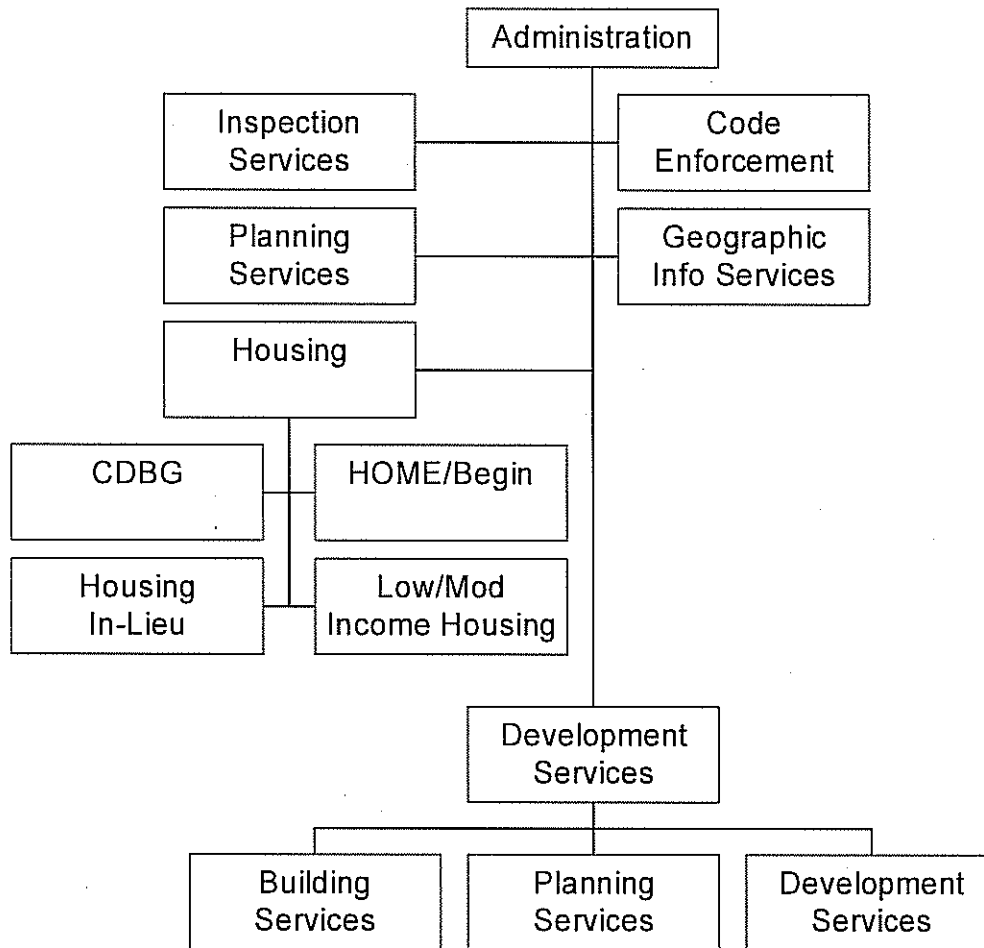 Administration
Inspection
Services
Code
Enforcement
Planning
Services
Geographic
Info Services
Housing
CDBG
HOME/Begin
Housing
In-Lieu
Low/Mod
Income Housing
Development
Services
Building
Services
Planning
Services
Development
Services